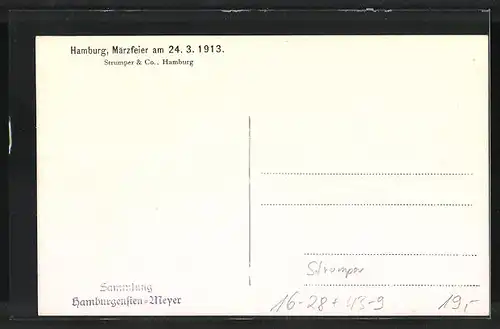 Hamburg, Märzfeier am 24. 3. 1913.
Strumper & Co., Hamburg
Strumper
Sammlung
Hamburgensien-Meyer
16-28+43-9
19,-